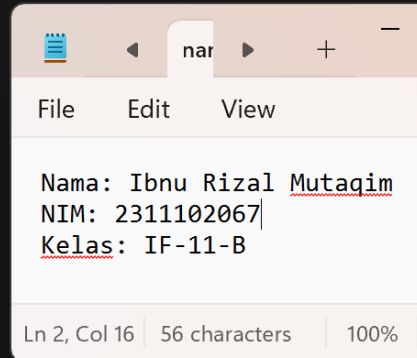 nar
File Edit View
Nama: Ibnu Rizal Mutaqim
NIM: 2311102067
Kelas: IF-11-B
Ln 2, Col 16 56 characters 100%